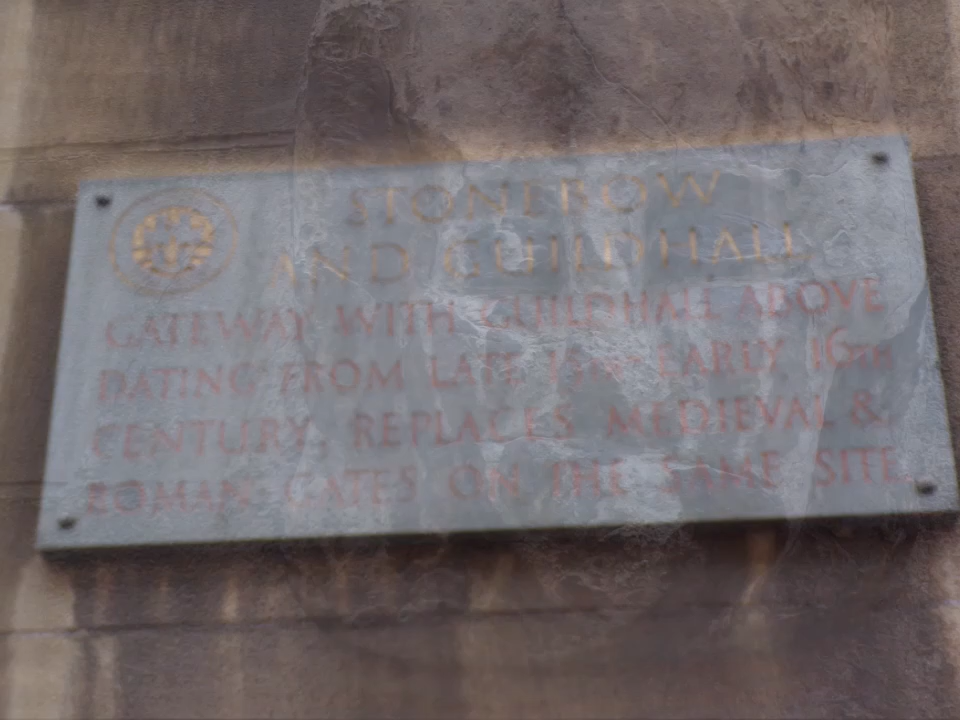 STONEBOW
AND GUILDHALL
GATEWAY WITH GUILDHALL ABOVE
DATING FROM LATE 15TH EARLY 16TH
CENTURY, REPLACES MEDIEVAL &
ROMAN GATES ON THE SAME SITE.